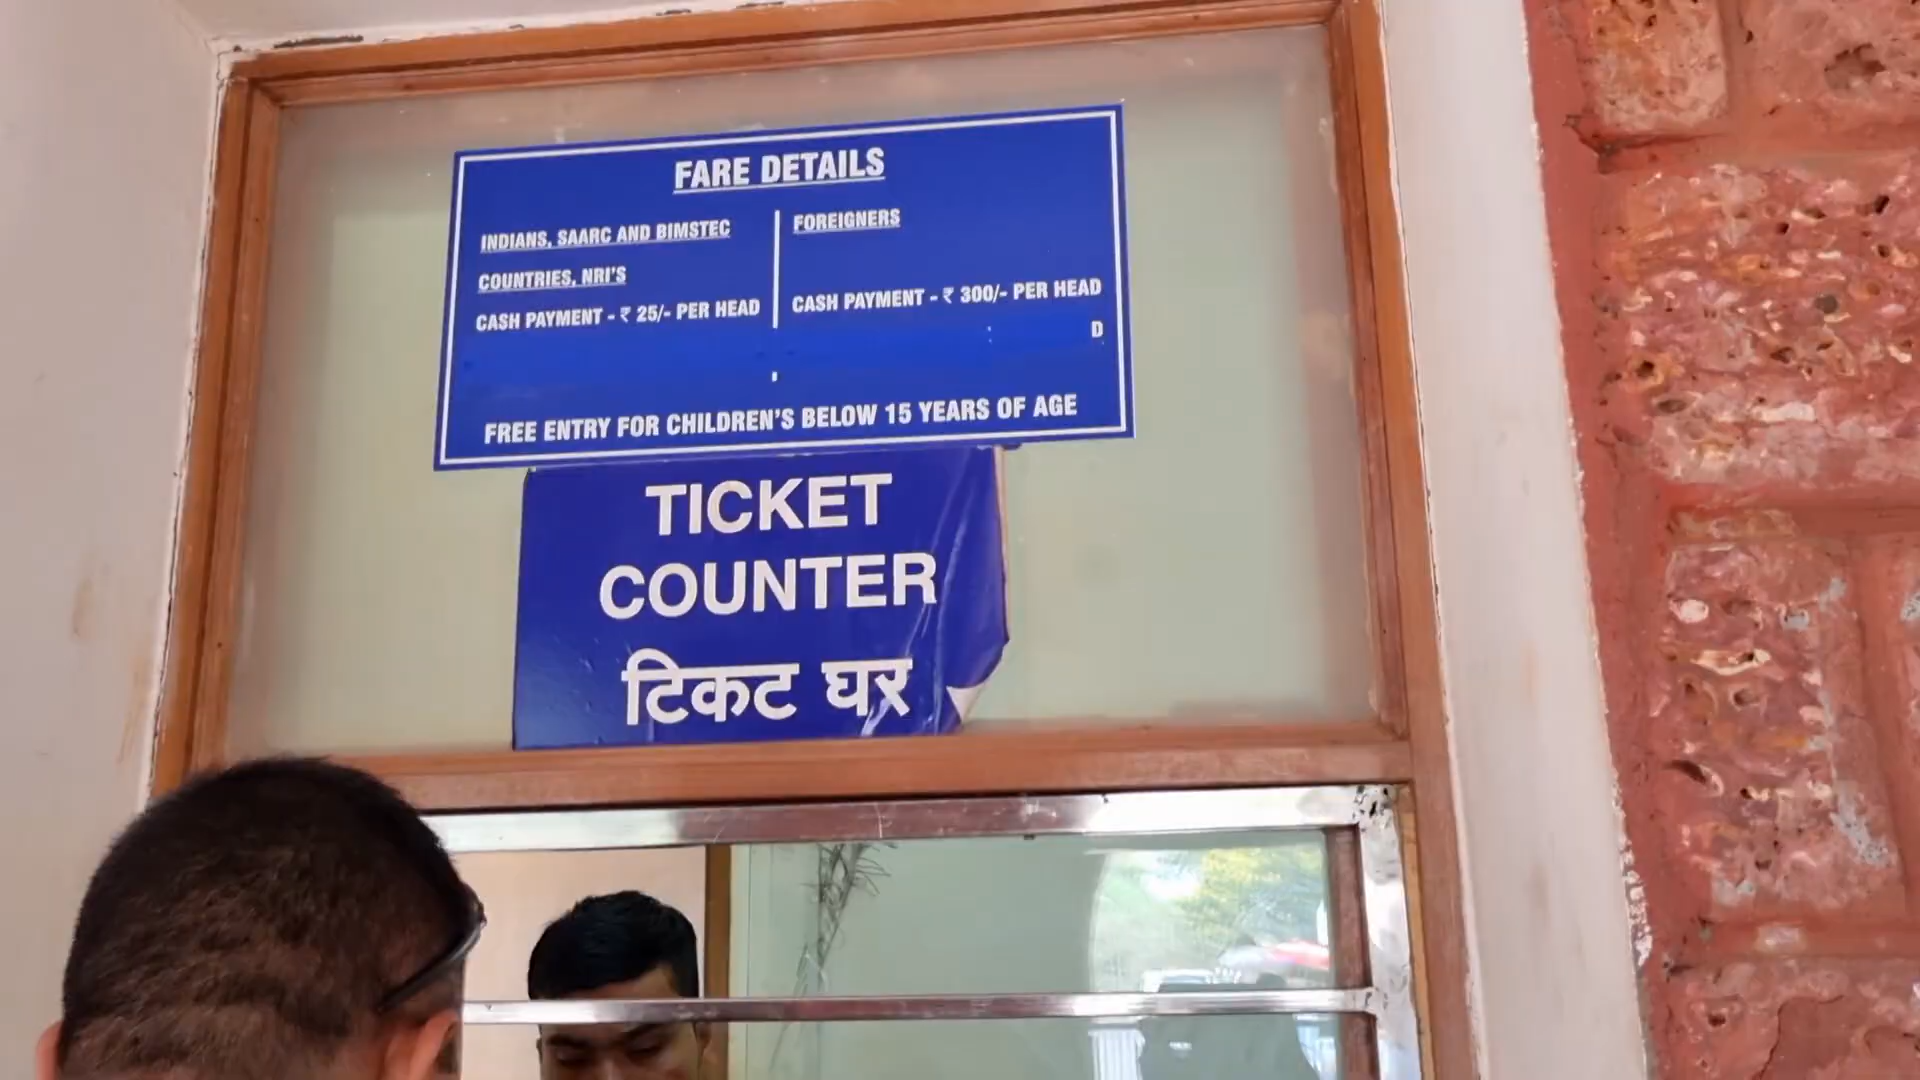 FARE DETAILS
INDIANS, SAARC AND BIMSTEC
COUNTRIES, NRI'S
CASH PAYMENT - ₹ 25/- PER HEAD
FOREIGNERS
CASH PAYMENT - ₹ 300/- PER HEAD
D
FREE ENTRY FOR CHILDREN'S BELOW 15 YEARS OF AGE
TICKET
COUNTER
टिकट घर